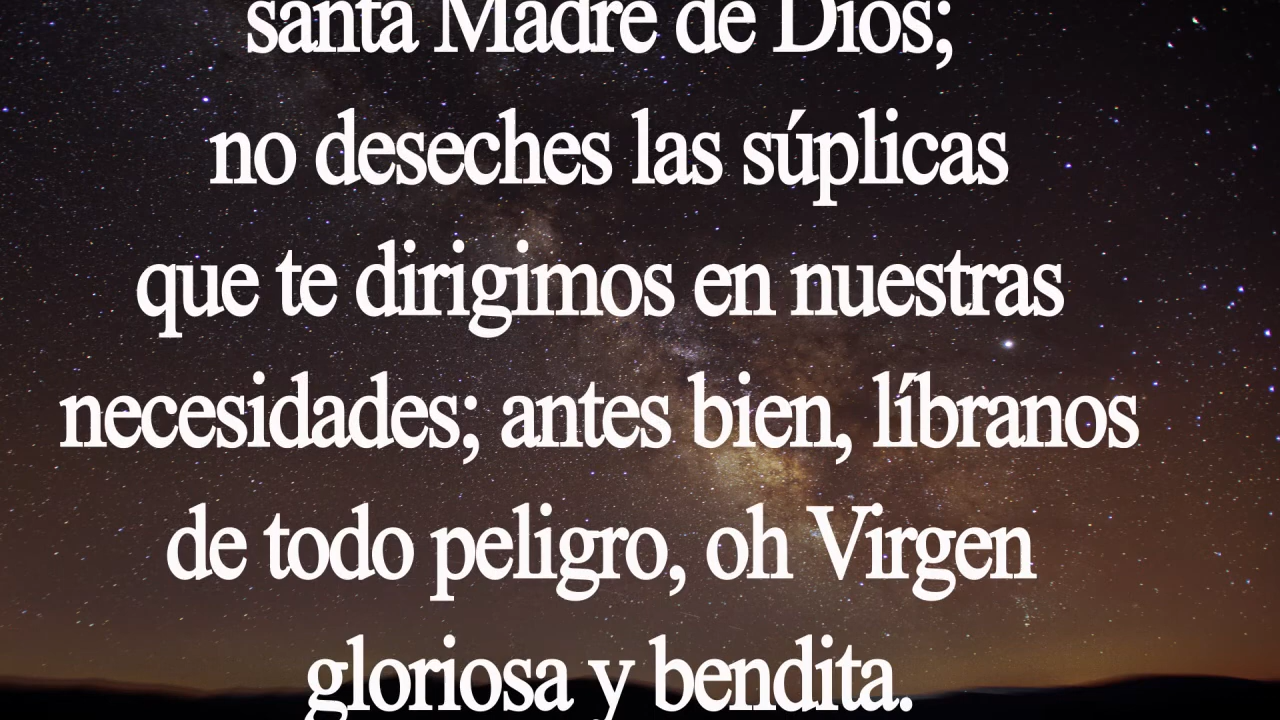 santa Madre de Dios;
no deseches las súplicas
que te dirigimos en nuestras
necesidades; antes bien, líbranos
de todo peligro, oh Virgen
gloriosa y bendita.